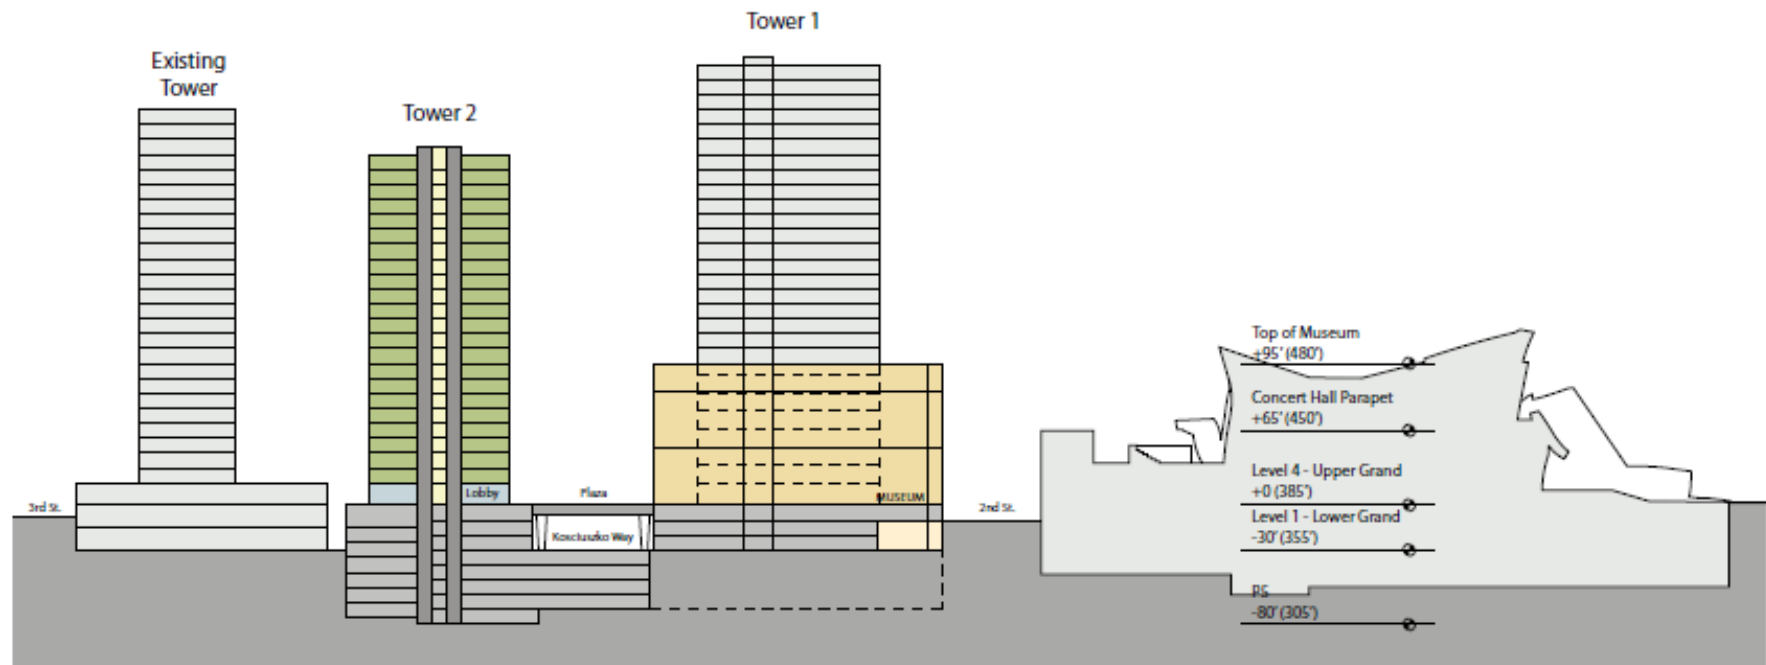 Tower 1
Existing
Tower
Tower 2
Top of Museum
+95' (480')
Concert Hall Parapet
+65' (450')
Level 4 - Upper Grand
+0 (385')
Lobby
Plaza
MUSEUM
3rd St.
2nd St.
Level 1 - Lower Grand
-30' (355')
Kosciuszko Way
P5
-80' (305')